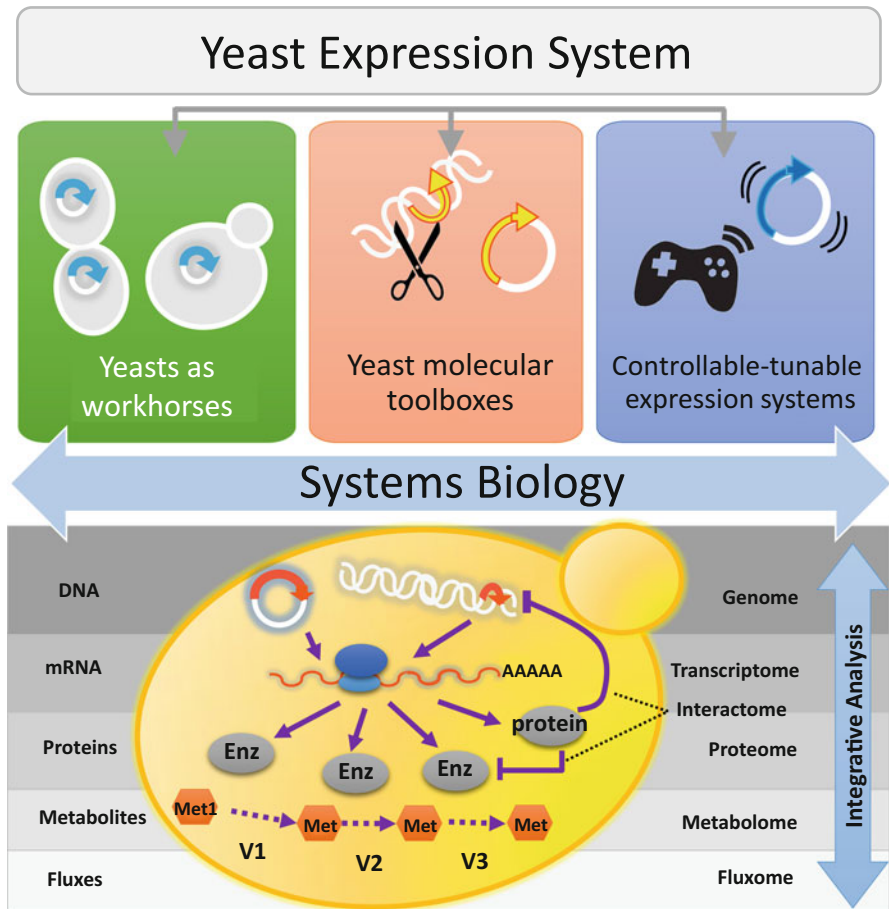 Yeast Expression System
Yeasts as
workhorses
Yeast molecular
toolboxes
Controllable-tunable
expression systems
Systems Biology
DNA
Genome
mRNA
AAAAA
Transcriptome
Interactome
Proteins
protein
Enz
Enz
Enz
Proteome
Metabolites
Met1
Met
Met
Met
Metabolome
V1
V2
V3
Fluxes
Fluxome
Integrative Analysis